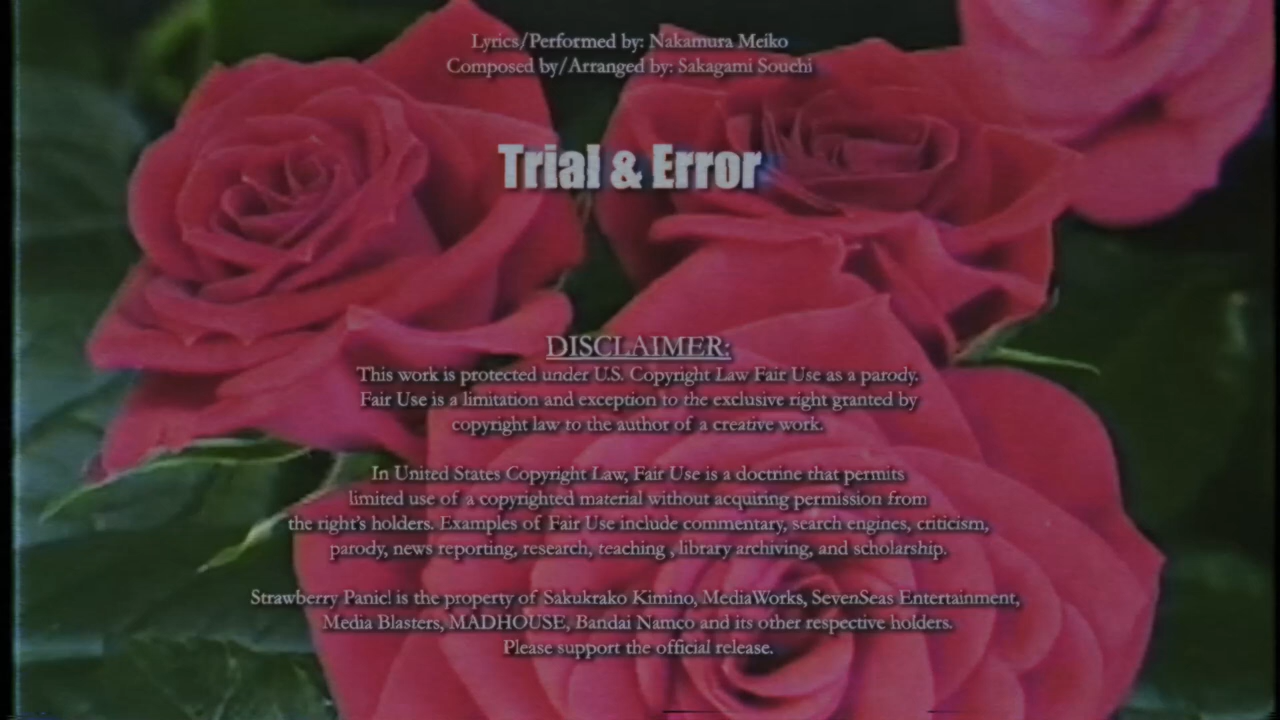 Lyrics/Performed by: Nakamura Meiko
Composed by/Arranged by: Sakagami Souchi
Trial & Error
DISCLAIMER:
This work is protected under U.S. Copyright Law Fair Use as a parody.
Fair Use is a limitation and exception to the exclusive right granted by
copyright law to the author of a creative work.
In United States Copyright Law, Fair Use is a doctrine that permits
limited use of a copyrighted material without acquiring permission from
the right's holders. Examples of Fair Use include commentary, search engines, criticism,
parody, news reporting, research, teaching , library archiving, and scholarship.
Strawberry Panic! is the property of Sakukrako Kimino, MediaWorks, SevenSeas Entertainment,
Media Blasters, MADHOUSE, Bandai Namco and its other respective holders.
Please support the official release.